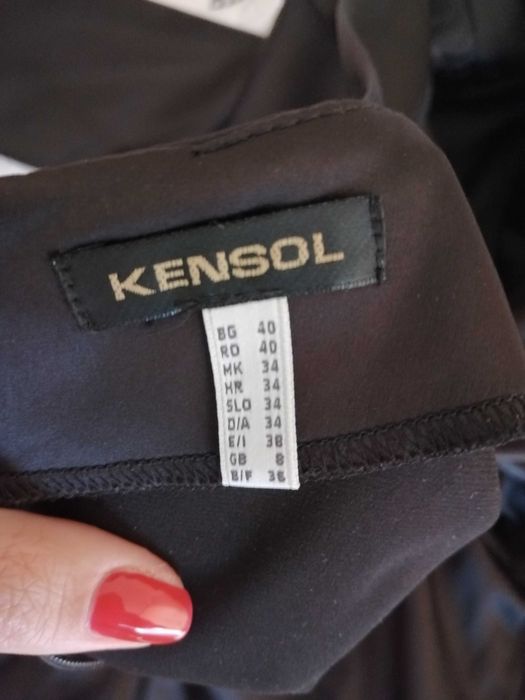 KENSOL
BG 40
RO 40
MK 34
HR 34
SLO 34
D/A 34
E/I 38
GB 8
B/F 36